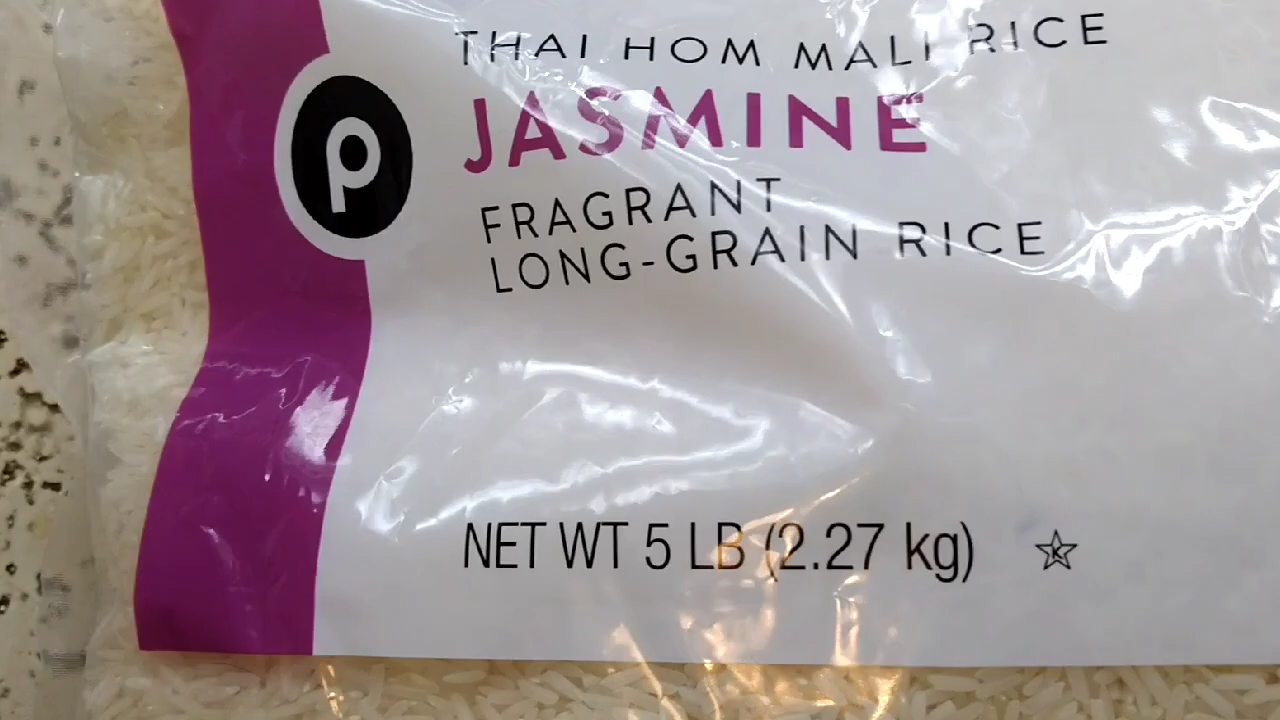 THAI HOM MALI RICE
JASMINE
p
FRAGRANT
LONG-GRAIN RICE
NET WT 5 LB (2.27 kg)
K